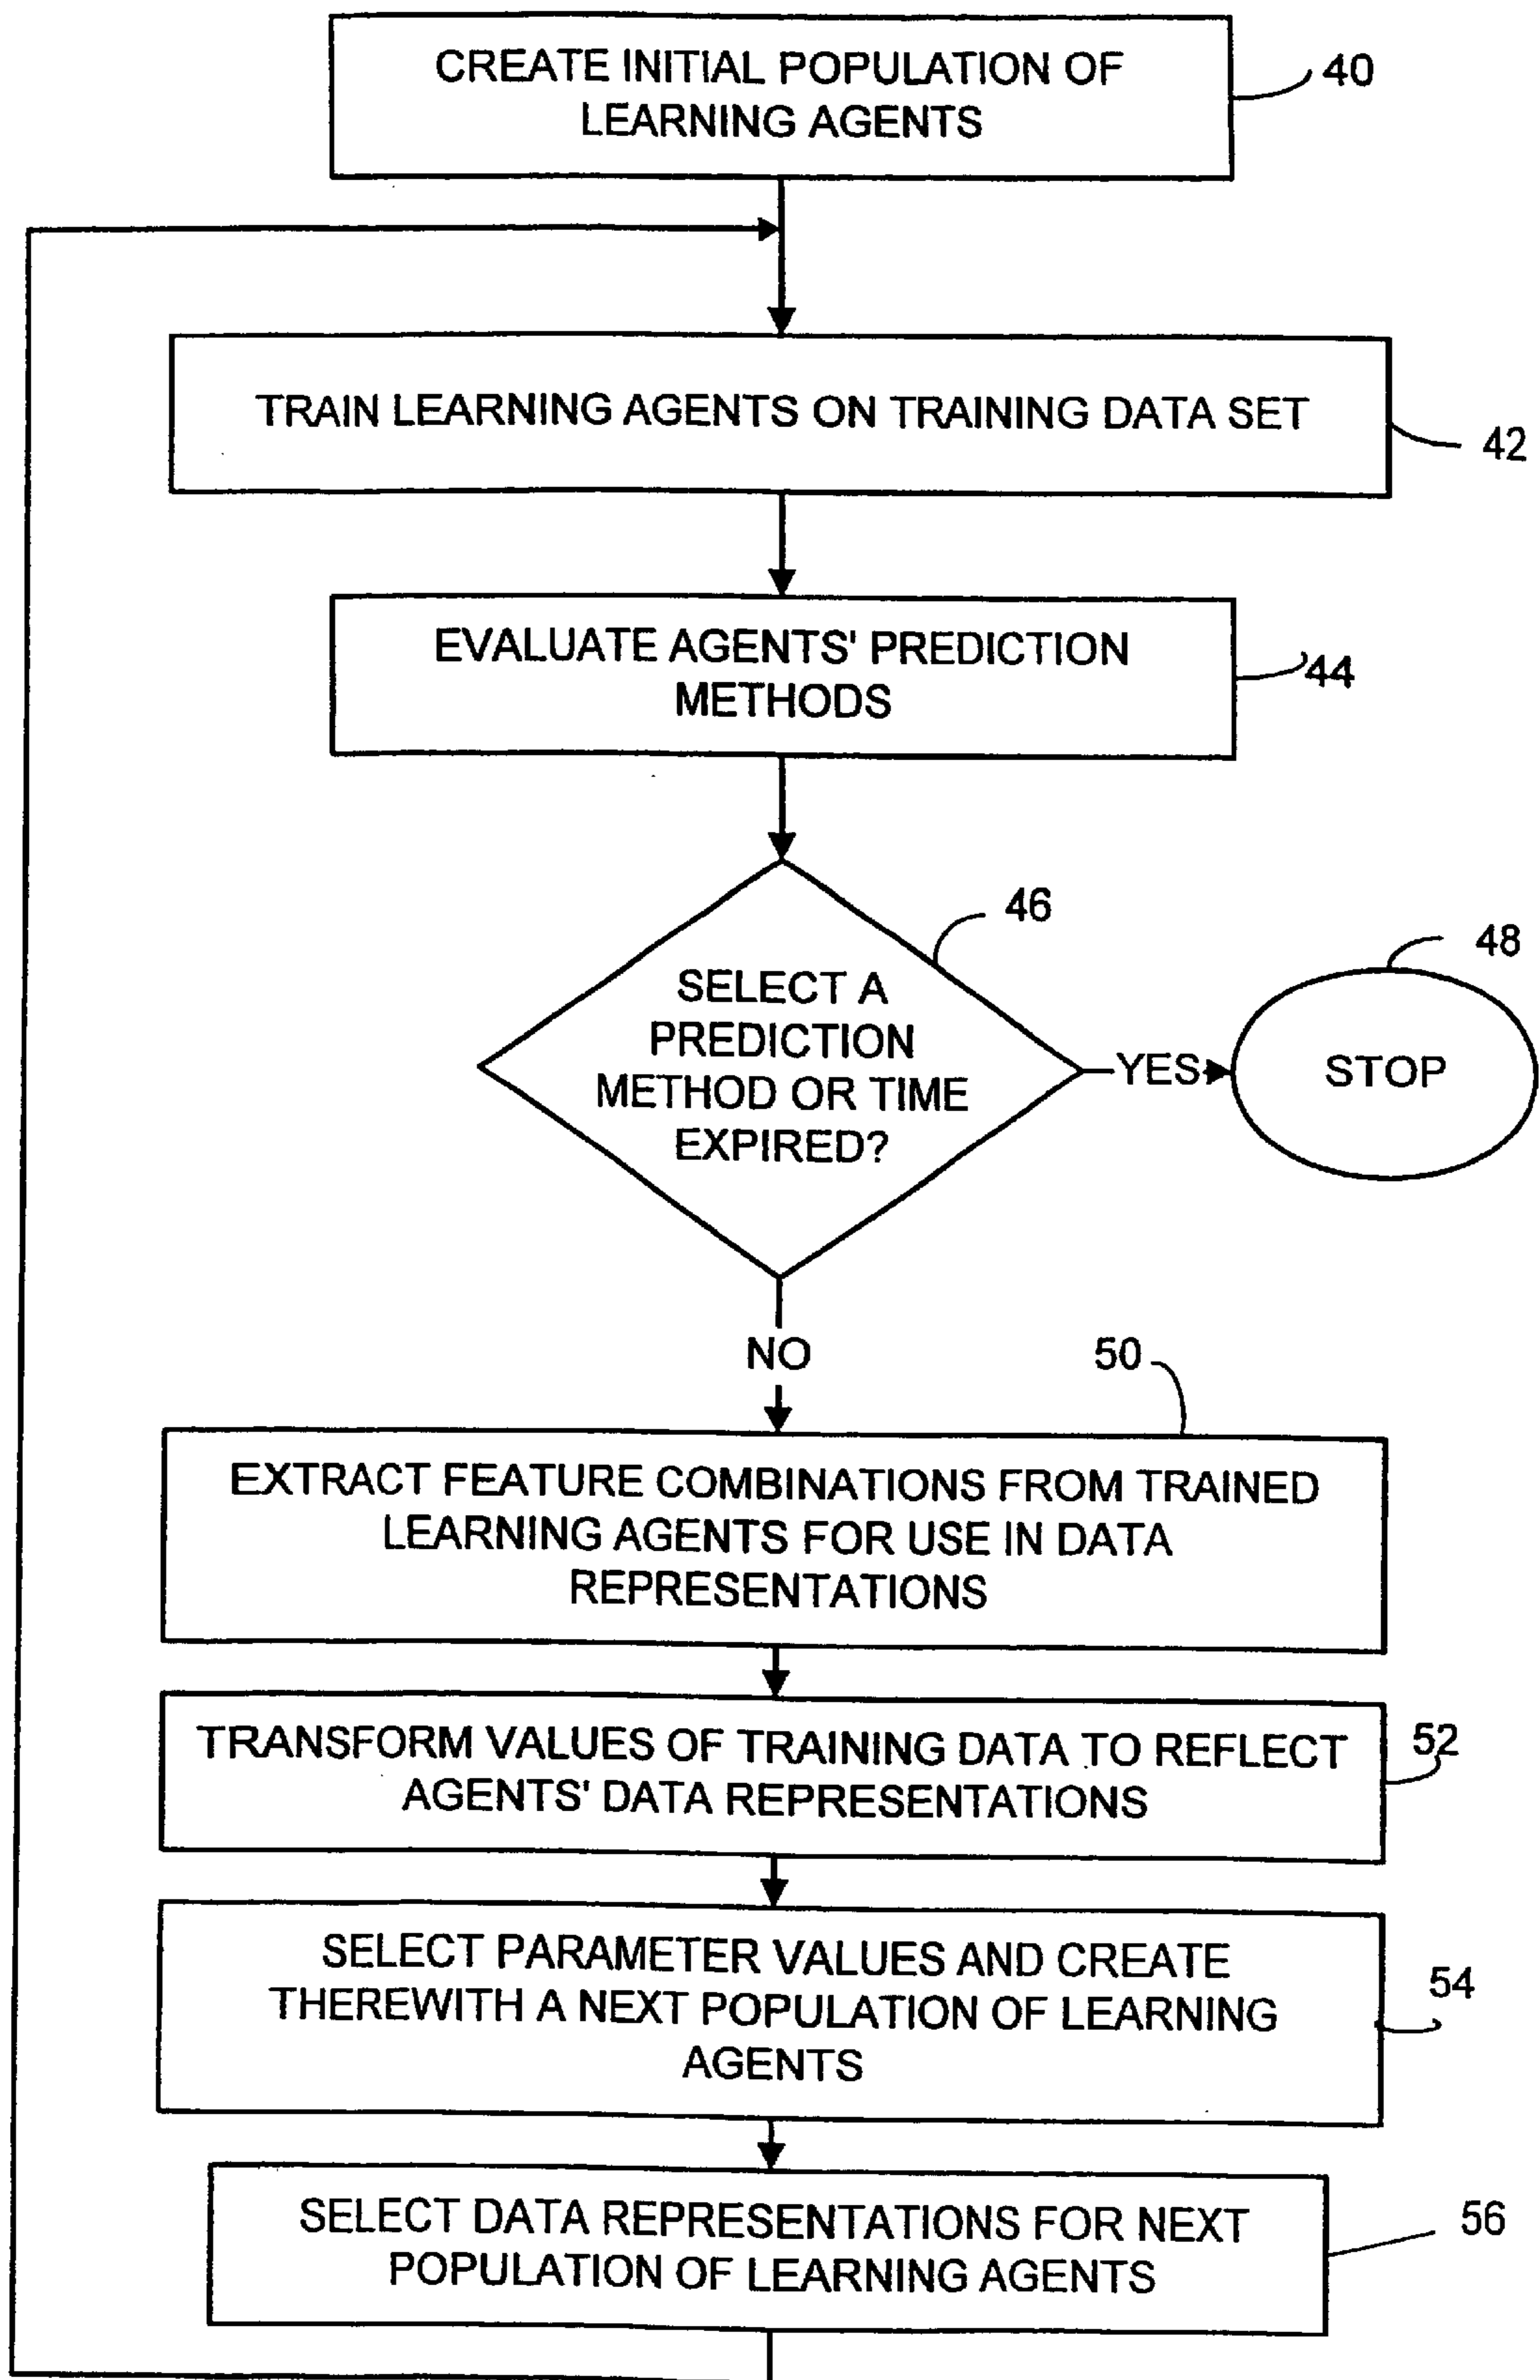 CREATE INITIAL POPULATION OF
LEARNING AGENTS
40
TRAIN LEARNING AGENTS ON TRAINING DATA SET
42
EVALUATE AGENTS' PREDICTION
METHODS
44
46
SELECT A
PREDICTION
METHOD OR TIME
EXPIRED?
YES
48
STOP
NO
50
EXTRACT FEATURE COMBINATIONS FROM TRAINED
LEARNING AGENTS FOR USE IN DATA
REPRESENTATIONS
TRANSFORM VALUES OF TRAINING DATA TO REFLECT
AGENTS' DATA REPRESENTATIONS
52
SELECT PARAMETER VALUES AND CREATE
THEREWITH A NEXT POPULATION OF LEARNING
AGENTS
54
SELECT DATA REPRESENTATIONS FOR NEXT
POPULATION OF LEARNING AGENTS
56